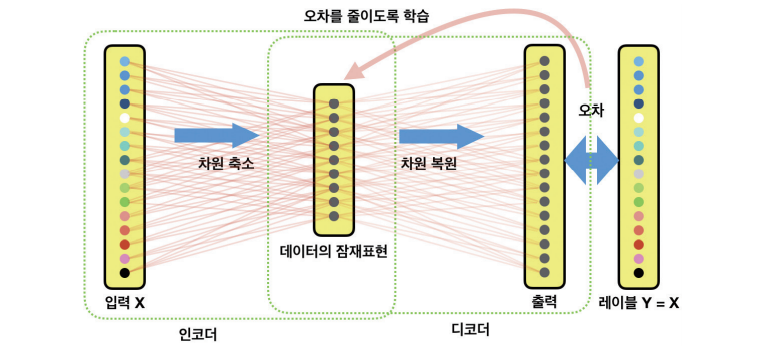 오차를 줄이도록 학습
오차
차원 축소
차원 복원
데이터의 잠재표현
입력 X
출력
레이블 Y = X
인코더
디코더